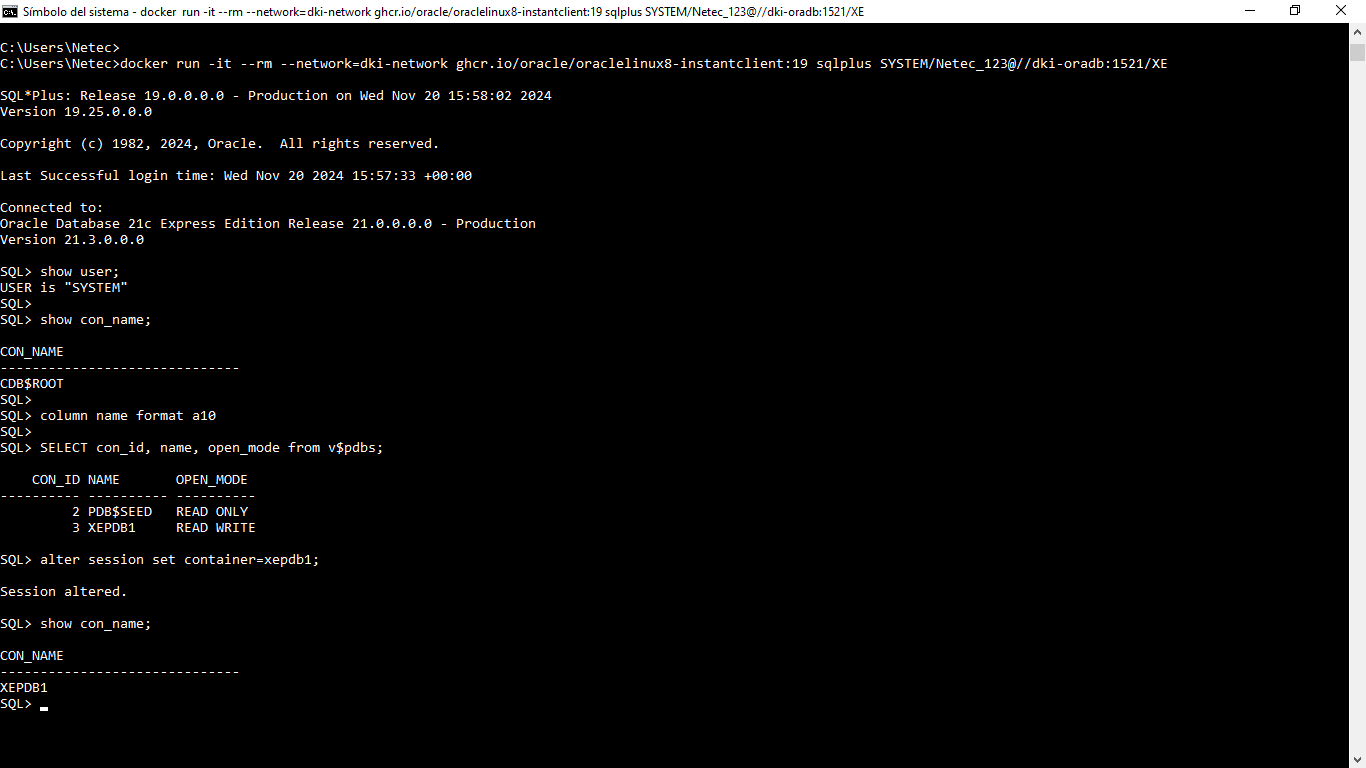 Símbolo del sistema - docker run -it --rm --network=dki-network ghcr.io/oracle/oraclelinux8-instantclient:19 sqlplus SYSTEM/Netec_123@//dki-oradb:1521/XE
C:\Users\Netec>
C:\Users\Netec>docker run -it --rm --network=dki-network ghcr.io/oracle/oraclelinux8-instantclient:19 sqlplus SYSTEM/Netec_123@//dki-oradb:1521/XE
SQL*Plus: Release 19.0.0.0.0 - Production on Wed Nov 20 15:58:02 2024
Version 19.25.0.0.0
Copyright (c) 1982, 2024, Oracle.  All rights reserved.
Last Successful login time: Wed Nov 20 2024 15:57:33 +00:00
Connected to:
Oracle Database 21c Express Edition Release 21.0.0.0.0 - Production
Version 21.3.0.0.0
SQL> show user;
USER is "SYSTEM"
SQL>
SQL> show con_name;
CON_NAME
------------------------------
CDB$ROOT
SQL>
SQL> column name format a10
SQL>
SQL> SELECT con_id, name, open_mode from v$pdbs;
    CON_ID NAME       OPEN_MODE
---------- ---------- ----------
         2 PDB$SEED   READ ONLY
         3 XEPDB1     READ WRITE
SQL> alter session set container=xepdb1;
Session altered.
SQL> show con_name;
CON_NAME
------------------------------
XEPDB1
SQL>